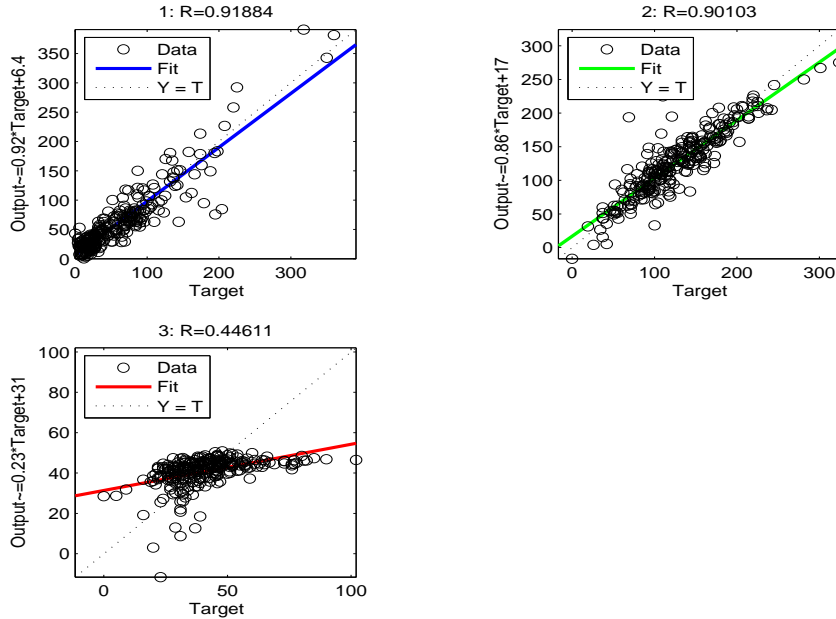 1: R=0.91884
Output~=0.92*Target+6.4
350
300
250
200
150
100
50
0
Data
Fit
Y = T
0
100
200
300
Target
2: R=0.90103
Output~=0.86*Target+17
300
250
200
150
100
50
0
Data
Fit
Y = T
0
100
200
300
Target
3: R=0.44611
Output~=0.23*Target+31
100
80
60
40
20
0
Data
Fit
Y = T
0
50
100
Target